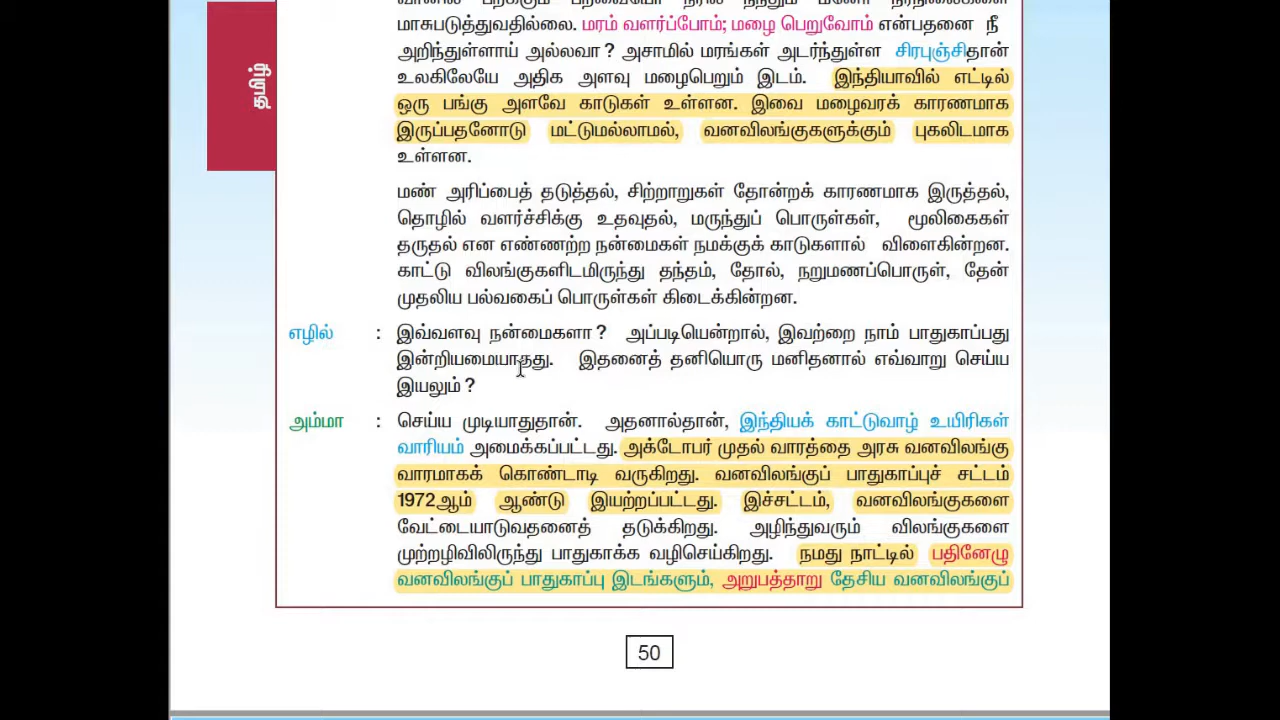 மாசுபடுத்துவதில்லை. மரம் வளர்ப்போம்; மழை பெறுவோம் என்பதனை நீ
அறிந்துள்ளாய் அல்லவா? அசாமில் மரங்கள் அடர்ந்துள்ள சிரபுஞ்சிதான்
உலகிலேயே அதிக அளவு மழைபெறும் இடம். இந்தியாவில் எட்டில்
ஒரு பங்கு அளவே காடுகள் உள்ளன. இவை மழைவரக் காரணமாக
இருப்பதனோடு மட்டுமல்லாமல், வனவிலங்குகளுக்கும் புகலிடமாக
உள்ளன.
தமிழ்
மண் அரிப்பைத் தடுத்தல், சிற்றாறுகள் தோன்றக் காரணமாக இருத்தல்,
தொழில் வளர்ச்சிக்கு உதவுதல், மருந்துப் பொருள்கள், மூலிகைகள்
தருதல் என எண்ணற்ற நன்மைகள் நமக்குக் காடுகளால் விளைகின்றன.
காட்டு விலங்குகளிடமிருந்து தந்தம், தோல், நறுமணப்பொருள், தேன்
முதலிய பல்வகைப் பொருள்கள் கிடைக்கின்றன.
எழில் : இவ்வளவு நன்மைகளா? அப்படியென்றால், இவற்றை நாம் பாதுகாப்பது
இன்றியமையாதது. இதனைத் தனியொரு மனிதனால் எவ்வாறு செய்ய
இயலும்?
அம்மா : செய்ய முடியாதுதான். அதனால்தான், இந்தியக் காட்டுவாழ் உயிரிகள்
வாரியம் அமைக்கப்பட்டது. அக்டோபர் முதல் வாரத்தை அரசு வனவிலங்கு
வாரமாகக் கொண்டாடி வருகிறது. வனவிலங்குப் பாதுகாப்புச் சட்டம்
1972ஆம் ஆண்டு இயற்றப்பட்டது. இச்சட்டம், வனவிலங்குகளை
வேட்டையாடுவதனைத் தடுக்கிறது. அழிந்துவரும் விலங்குகளை
முற்றழிவிலிருந்து பாதுகாக்க வழிசெய்கிறது. நமது நாட்டில் பதினேழு
வனவிலங்குப் பாதுகாப்பு இடங்களும், அறுபத்தாறு தேசிய வனவிலங்குப்
50